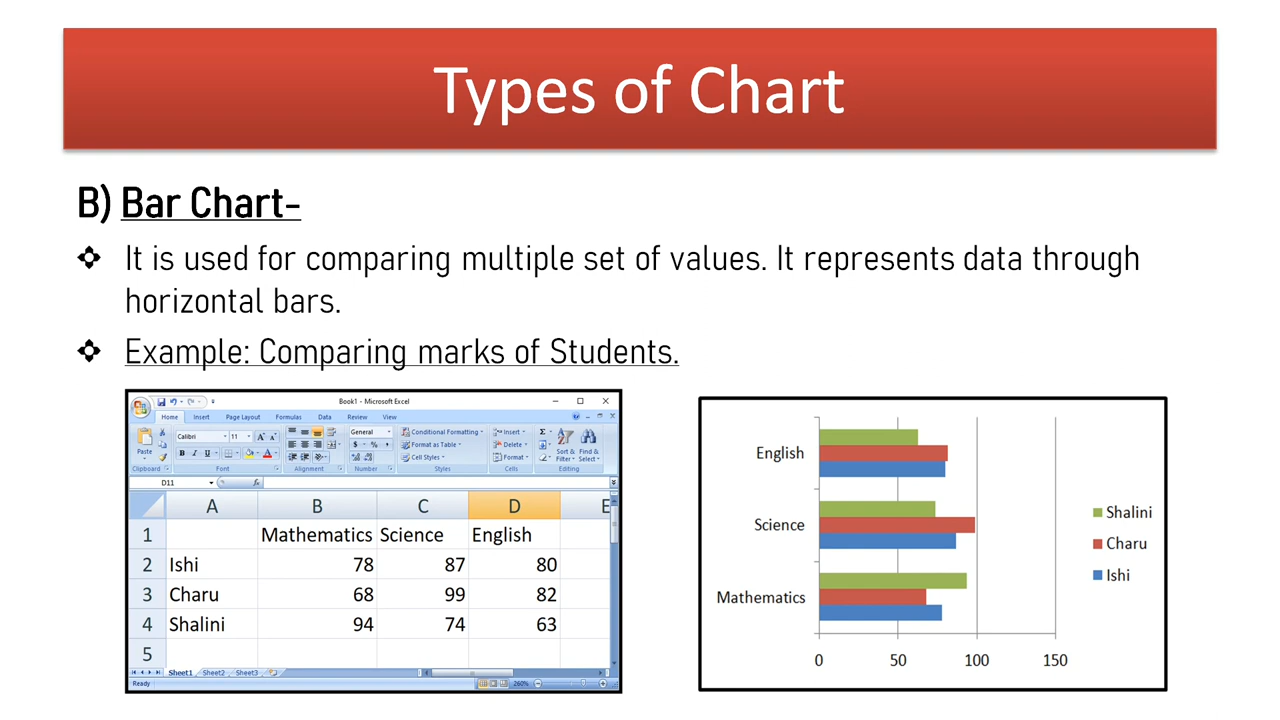 Types of Chart
B) Bar Chart-
It is used for comparing multiple set of values. It represents data through
horizontal bars.
Example: Comparing marks of Students.
Book1 - Microsoft Excel
Home Insert Page Layout Formulas Data Review View
Paste
Clipboard
Calibri 11
B I U
Font
Alignment
General
$ % ,
Number
Conditional Formatting
Format as Table
Cell Styles
Styles
Insert
Delete
Format
Cells
Σ
Sort & Filter
Find & Select
Editing
D11 fx
A B C D E
1 Mathematics Science English
2 Ishi 78 87 80
3 Charu 68 99 82
4 Shalini 94 74 63
5
Sheet1 Sheet2 Sheet3
Ready 260%
English
Science
Mathematics
0 50 100 150
Shalini
Charu
Ishi